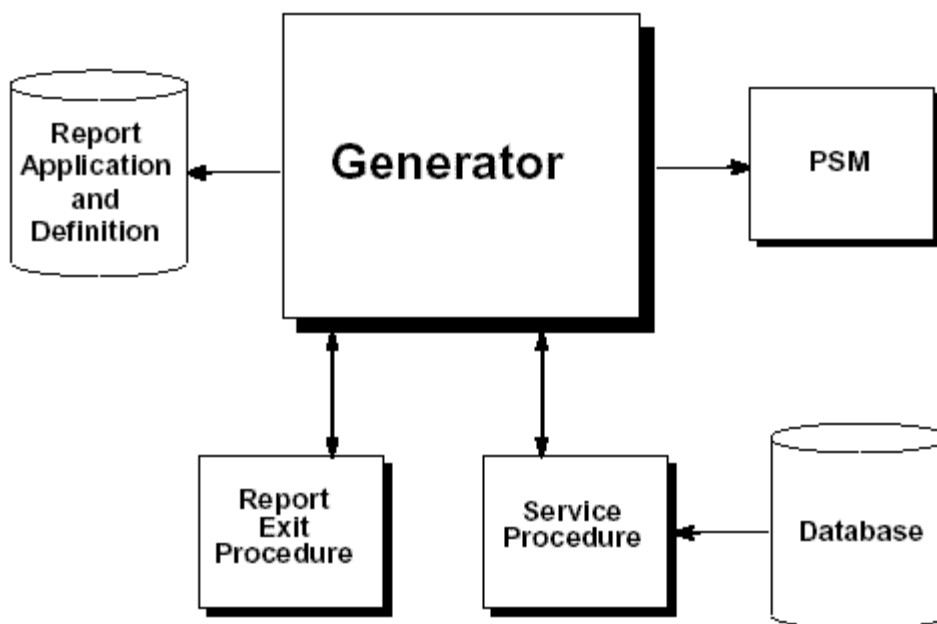 Generator
Report
Application
and
Definition
PSM
Report
Exit
Procedure
Service
Procedure
Database